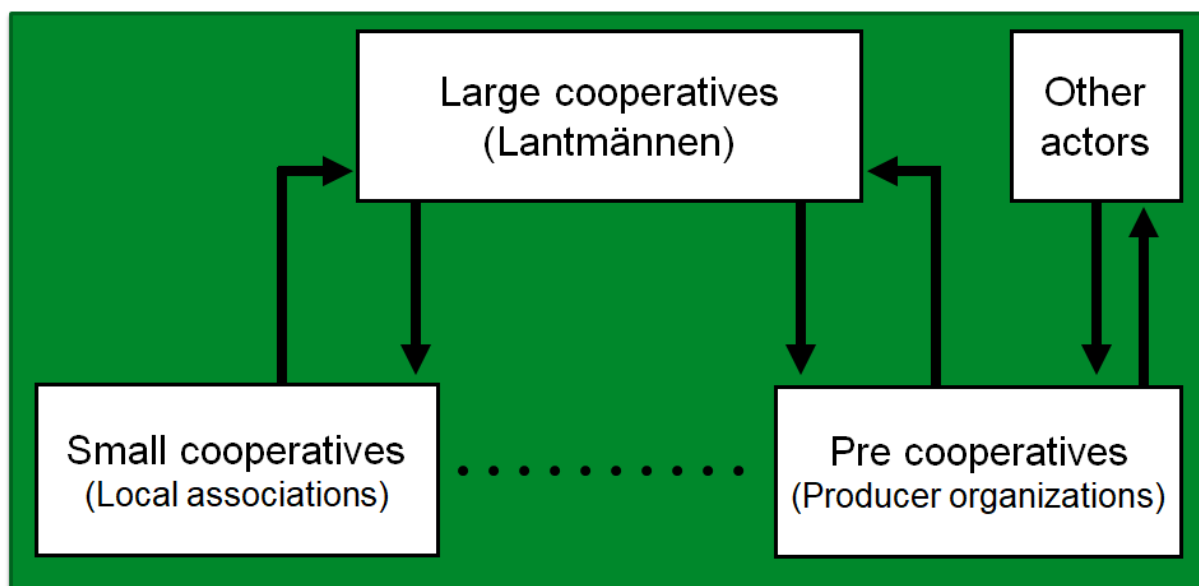 Large cooperatives
(Lantmännen)
Other
actors
Small cooperatives
(Local associations)
Pre cooperatives
(Producer organizations)